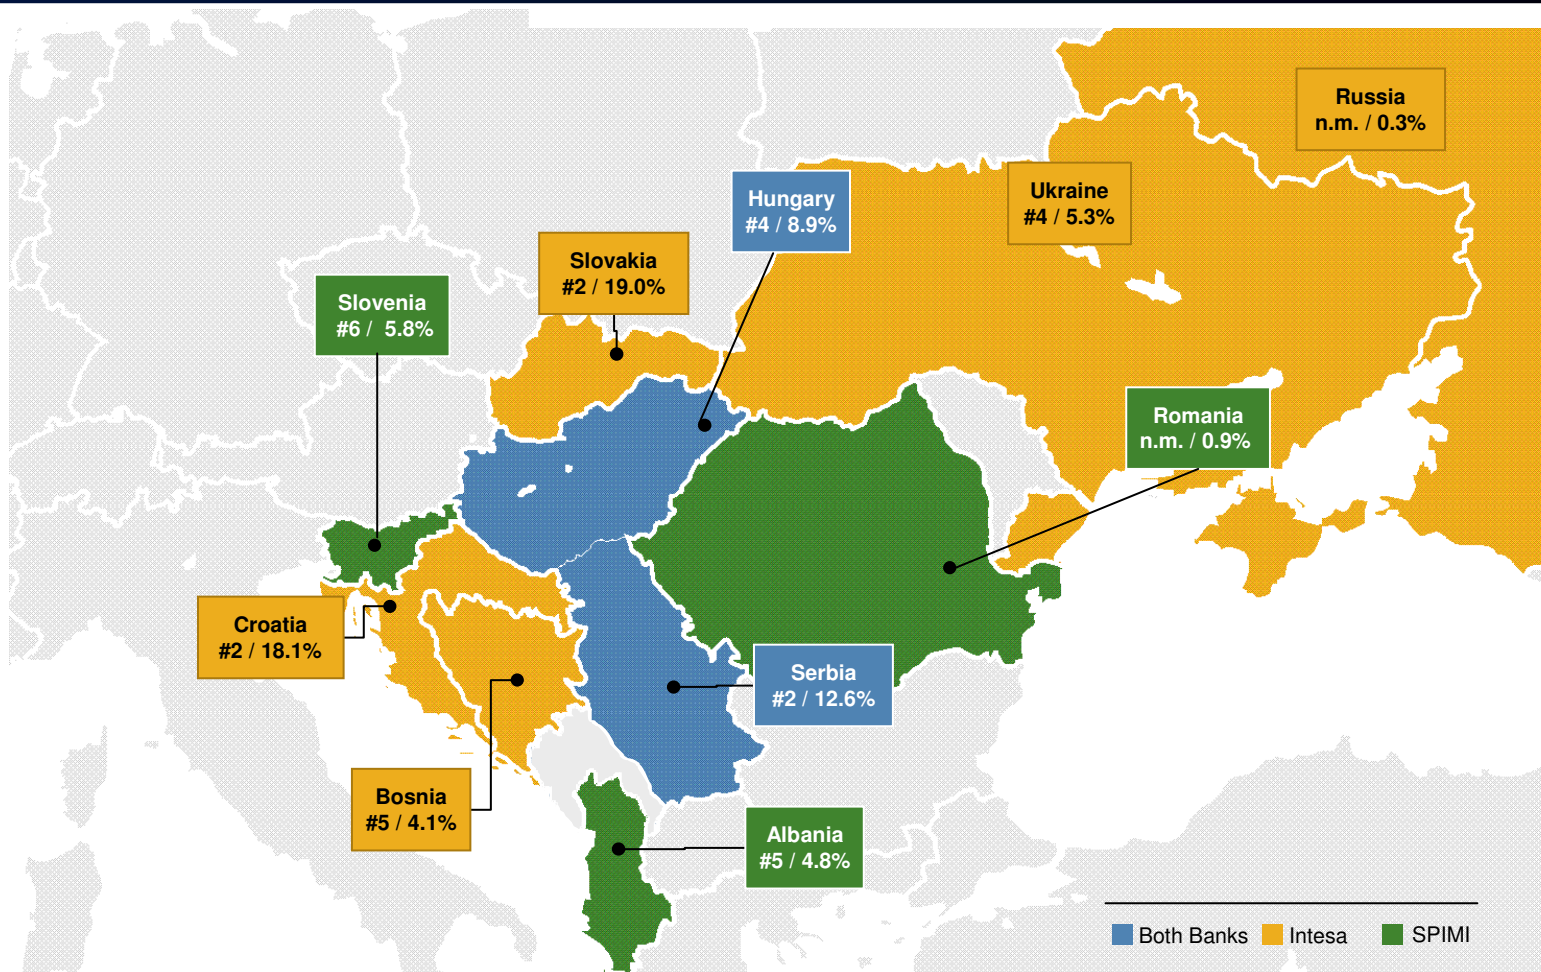 Russia
n.m. / 0.3%
Ukraine
#4 / 5.3%
Hungary
#4 / 8.9%
Slovakia
#2 / 19.0%
Slovenia
#6 /  5.8%
Romania
n.m. / 0.9%
Croatia
#2 / 18.1%
Serbia
#2 / 12.6%
Bosnia
#5 / 4.1%
Albania
#5 / 4.8%
Both Banks
Intesa
SPIMI